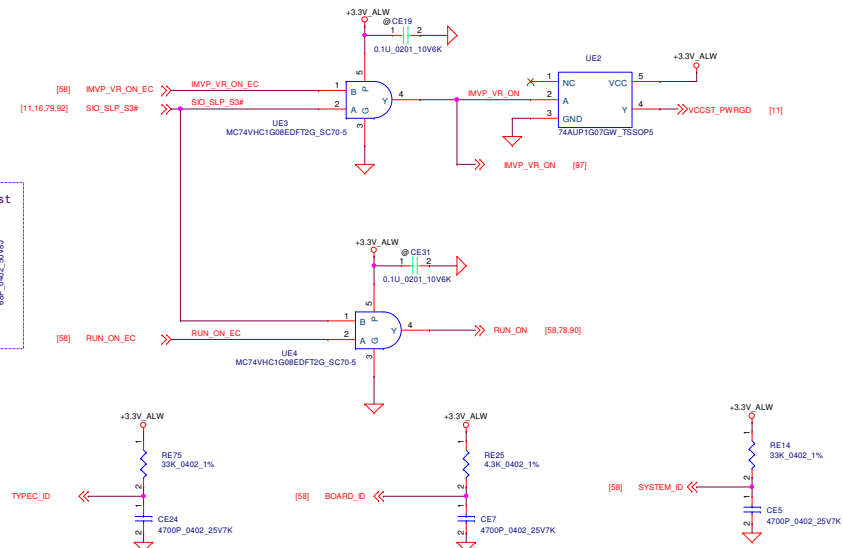 +3.3V_ALW
@ CE19
1 2
0.1U_0201_10V6K
UE2
+3.3V_ALW
[58] IMVP_VR_ON_EC
IMVP_VR_ON_EC
1 B P 5
Y 4
IMVP_VR_ON
1 NC VCC 5
2 A
Y 4
VCCST_PWRGD [11]
3 GND
[11,16,79,92] SIO_SLP_S3#
SIO_SLP_S3#
2 A G 3
UE3
MC74VHC1G08EDFT2G_SC70-5
74AUP1G07GW_TSSOP5
IMVP_VR_ON [97]
st
+3.3V_ALW
@ CE31
1 2
0.1U_0201_10V6K
1 B P 5
Y 4
RUN_ON [58,78,90]
[58] RUN_ON_EC
RUN_ON_EC
2 A G 3
UE4
MC74VHC1G08EDFT2G_SC70-5
+3.3V_ALW
1
RE75
33K_0402_1%
2
TYPEC_ID
1
CE24
4700P_0402_25V7K
2
+3.3V_ALW
1
RE25
4.3K_0402_1%
2
[58] BOARD_ID
1
CE7
4700P_0402_25V7K
2
+3.3V_ALW
1
RE14
33K_0402_1%
2
[58] SYSTEM_ID
1
CE5
4700P_0402_25V7K
2